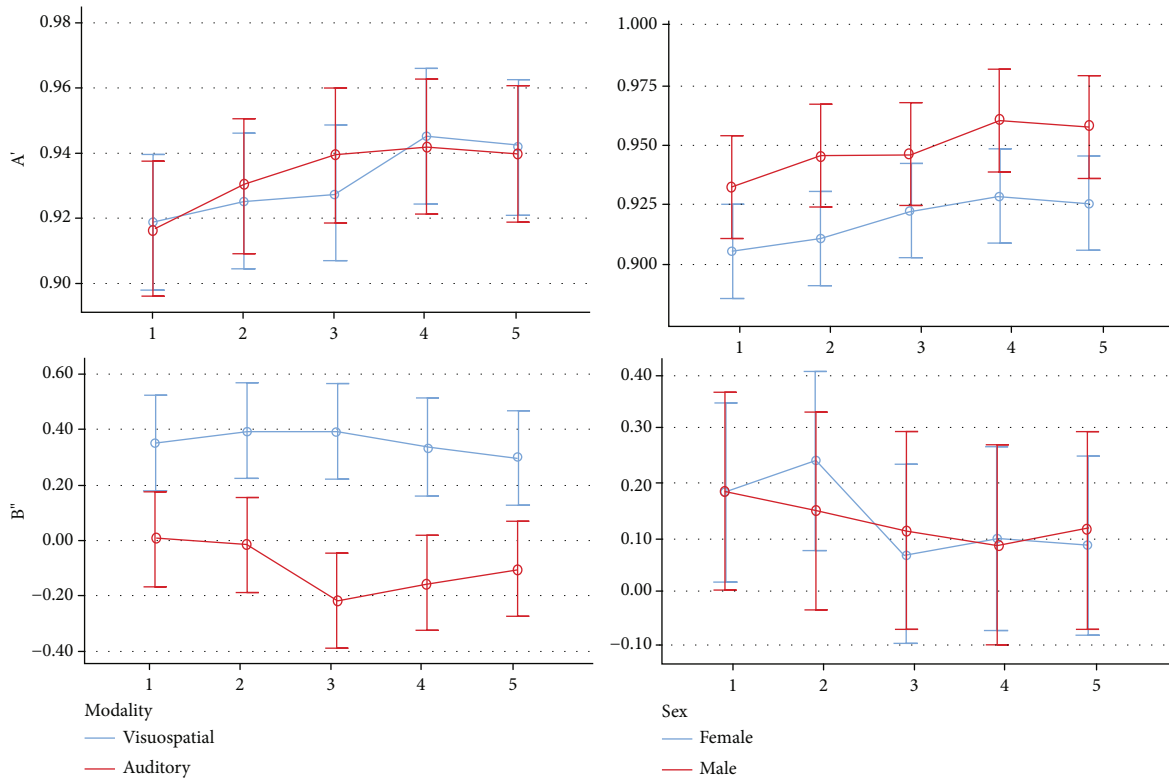 0.98
0.96
0.94
0.92
0.90
A'
1 2 3 4 5
1.000
0.975
0.950
0.925
0.900
1 2 3 4 5
0.60
0.40
0.20
0.00
−0.20
−0.40
B"
1 2 3 4 5
Modality
Visuospatial
Auditory
0.40
0.30
0.20
0.10
0.00
−0.10
1 2 3 4 5
Sex
Female
Male